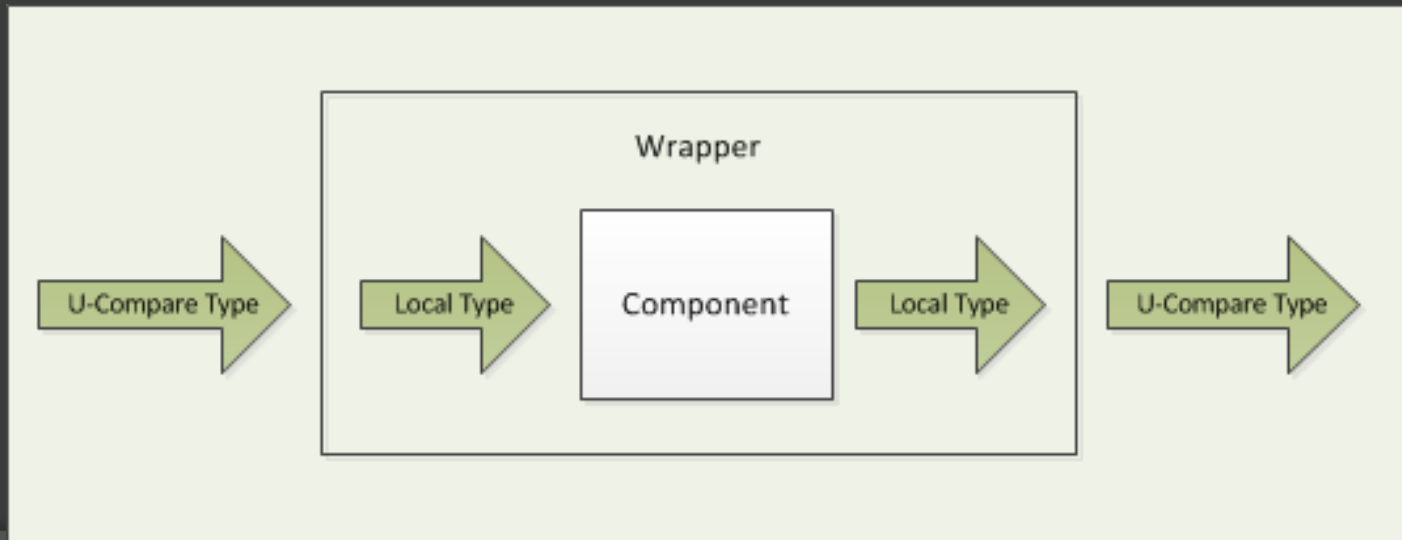 Wrapper
U-Compare Type
Local Type
Component
Local Type
U-Compare Type